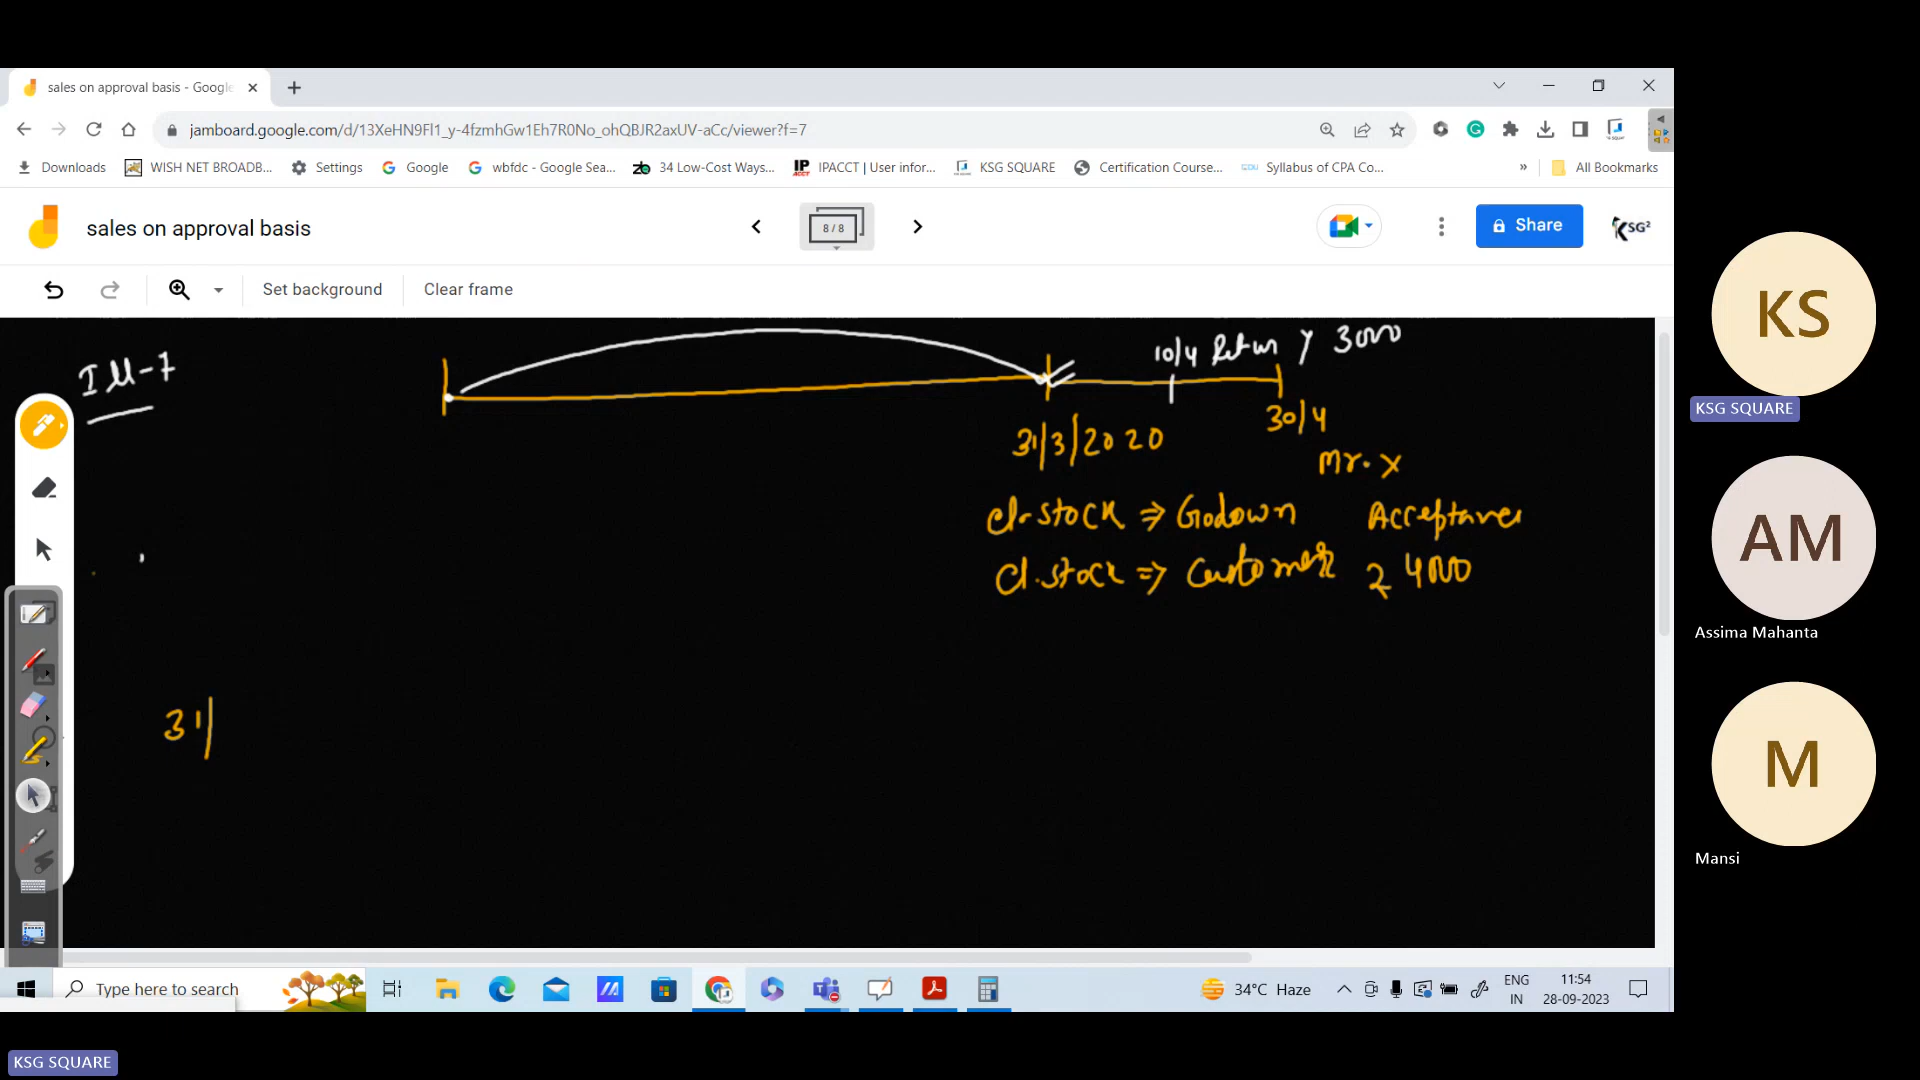 sales on approval basis - Google
jamboard.google.com/d/13XeHN9Fl1_y-4fzmhGw1Eh7R0No_ohQBJR2axUV-aCc/viewer?f=7
Downloads WISH NET BROADB... Settings Google wbfdc - Google Sea... 34 Low-Cost Ways... IPACCT | User infor... KSG SQUARE Certification Course... Syllabus of CPA Co... » All Bookmarks
sales on approval basis
8 / 8
Share
KSG²
Set background Clear frame
Ill-7
10/4 Return Y 3000
31/3/2020
30/4
Mr. X
Cl. stock ⇒ Godown Acceptance
Cl. stock ⇒ Customer 2 4000
31/
KS
KSG SQUARE
AM
Assima Mahanta
M
Mansi
Type here to search
34°C Haze
ENG
IN
11:54
28-09-2023
KSG SQUARE